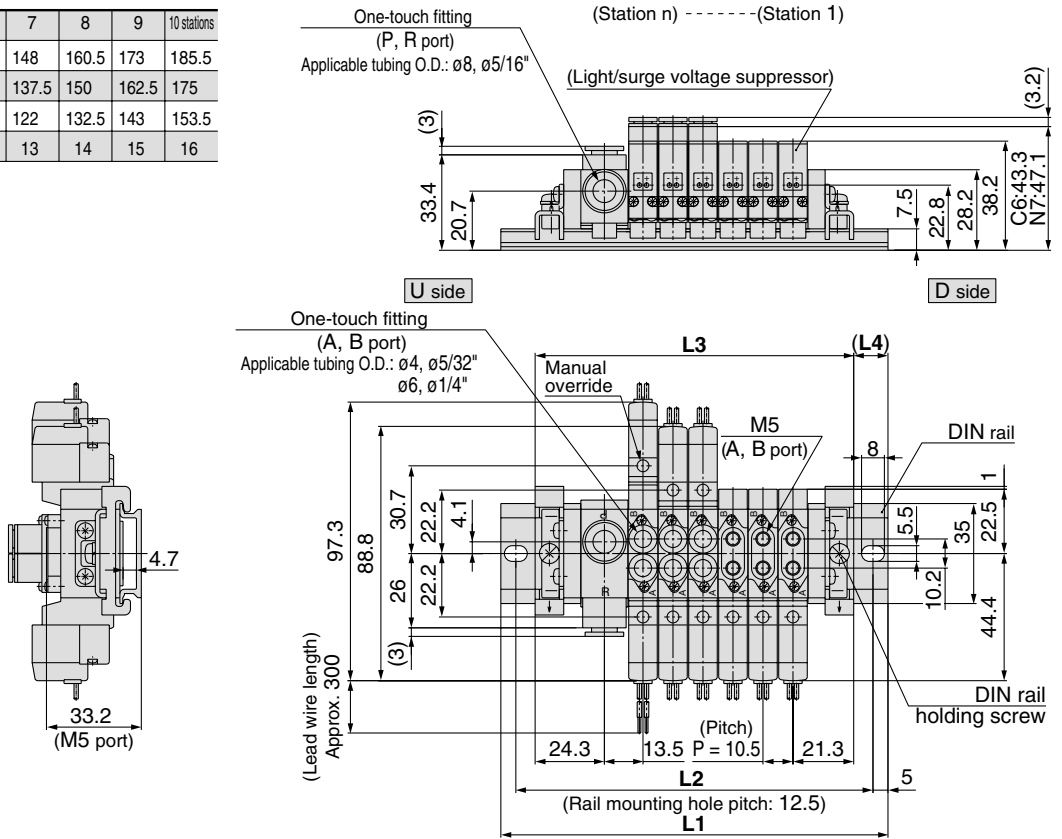 7 8 9 10 stations
148 160.5 173 185.5
137.5 150 162.5 175
122 132.5 143 153.5
13 14 15 16
One-touch fitting
(P, R port)
Applicable tubing O.D.: ø8, ø5/16"
(Station n) -------(Station 1)
(Light/surge voltage suppressor)
(3)
33.4
20.7
7.5
22.8
28.2
38.2
C6:43.3
N7:47.1
(3.2)
U side
D side
One-touch fitting
(A, B port)
Applicable tubing O.D.: ø4, ø5/32"
ø6, ø1/4"
Manual
override
L3
(L4)
M5
(A, B port)
DIN rail
8
1
97.3
88.8
30.7
22.2
4.1
26
22.2
(3)
5.5
35
22.5
10.2
44.4
B B B B B B
P
R
A A A A A A
4.7
33.2
(M5 port)
(Lead wire length)
Approx. 300
DIN rail
holding screw
24.3
13.5
(Pitch)
P = 10.5
21.3
L2
5
(Rail mounting hole pitch: 12.5)
L1